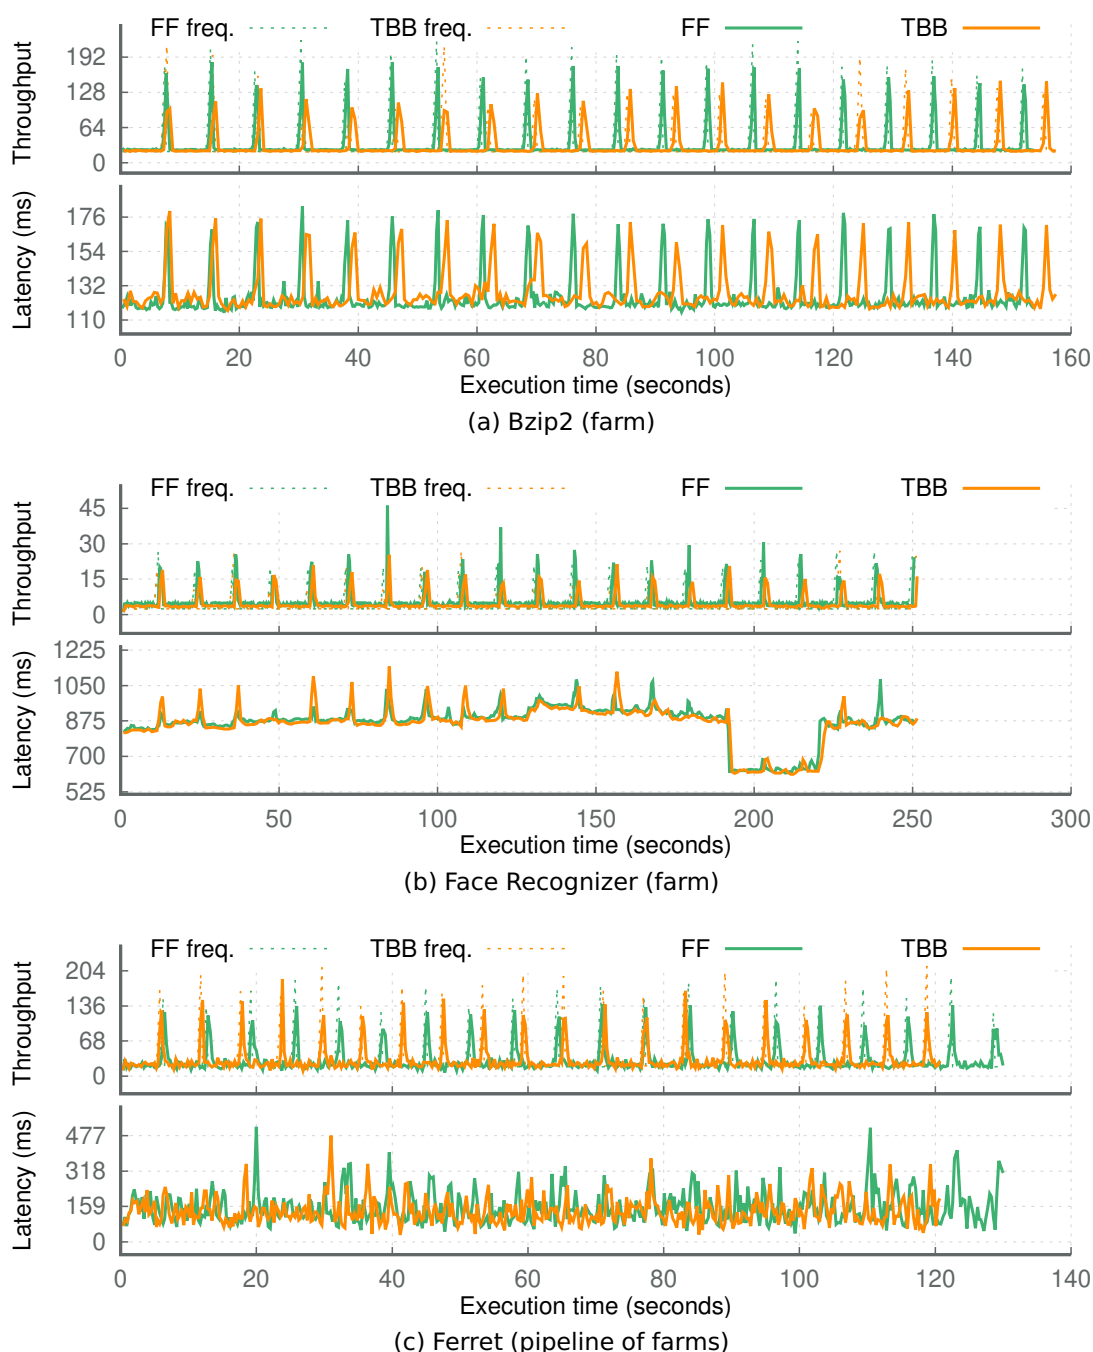 FF freq. TBB freq. FF TBB
Throughput
192
128
64
0
Latency (ms)
176
154
132
110
0 20 40 60 80 100 120 140 160
Execution time (seconds)
(a) Bzip2 (farm)
FF freq. TBB freq. FF TBB
Throughput
45
30
15
0
Latency (ms)
1225
1050
875
700
525
0 50 100 150 200 250 300
Execution time (seconds)
(b) Face Recognizer (farm)
FF freq. TBB freq. FF TBB
Throughput
204
136
68
0
Latency (ms)
477
318
159
0
0 20 40 60 80 100 120 140
Execution time (seconds)
(c) Ferret (pipeline of farms)